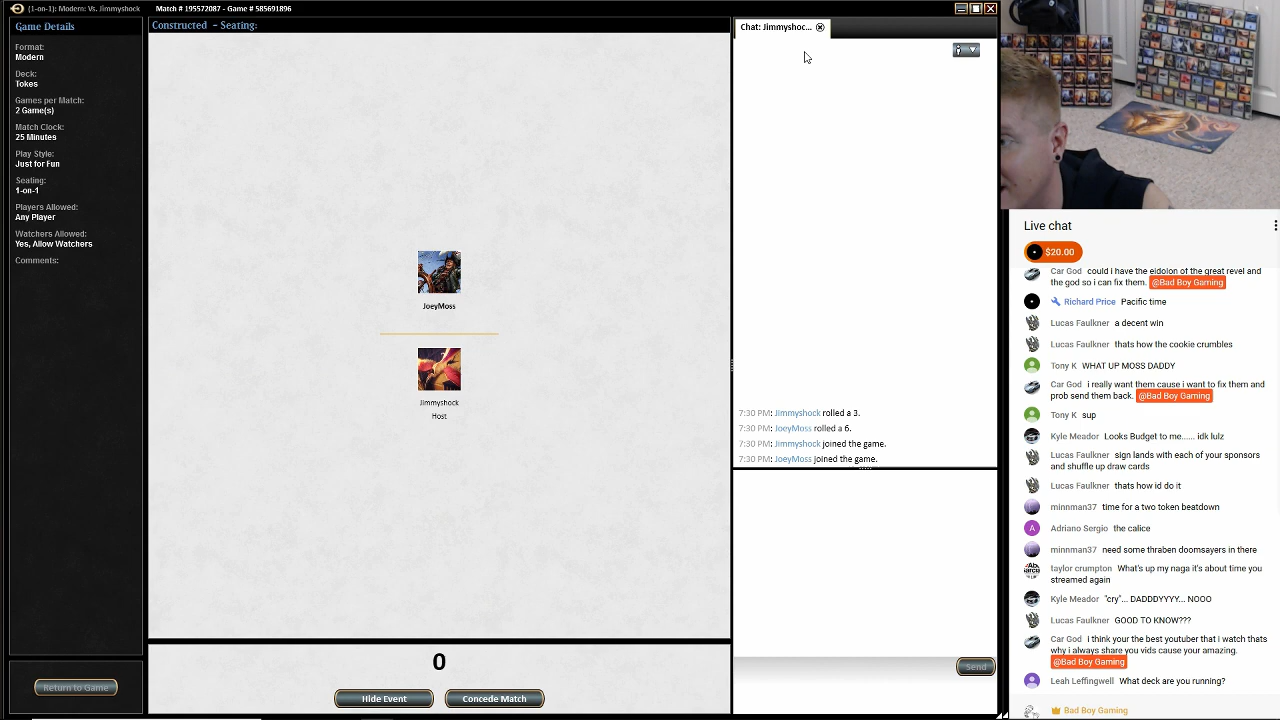 (1-on-1): Modern: Vs. Jimmyshock
Match # 195572087 - Game # 585691896
Game Details
Format:
Modern
Deck:
Tokes
Games per Match:
2 Game(s)
Match Clock:
25 Minutes
Play Style:
Just for Fun
Seating:
1-on-1
Players Allowed:
Any Player
Watchers Allowed:
Yes, Allow Watchers
Comments:
Return to Game
Constructed - Seating:
JoeyMoss
Jimmyshock
Host
0
Hide Event
Concede Match
Chat: Jimmyshoc...
7:30 PM: Jimmyshock rolled a 3.
7:30 PM: JoeyMoss rolled a 6.
7:30 PM: Jimmyshock joined the game.
7:30 PM: JoeyMoss joined the game.
Send
Live chat
$20.00
Car God could i have the eidolon of the great revel and
the god so i can fix them. @Bad Boy Gaming
Richard Price Pacific time
Lucas Faulkner a decent win
Lucas Faulkner thats how the cookie crumbles
Tony K WHAT UP MOSS DADDY
Car God i really want them cause i want to fix them and
prob send them back. @Bad Boy Gaming
Tony K sup
Kyle Meador Looks Budget to me...... idk lulz
Lucas Faulkner sign lands with each of your sponsors
and shuffle up draw cards
Lucas Faulkner thats how id do it
minnman37 time for a two token beatdown
Adriano Sergio the calice
minnman37 need some thraben doomsayers in there
taylor crumpton What's up my naga it's about time you
streamed again
Kyle Meador "cry"... DADDDYYYY... NOOO
Lucas Faulkner GOOD TO KNOW???
Car God i think your the best youtuber that i watch thats
why i always share you vids cause your amazing.
@Bad Boy Gaming
Leah Leffingwell What deck are you running?
Bad Boy Gaming